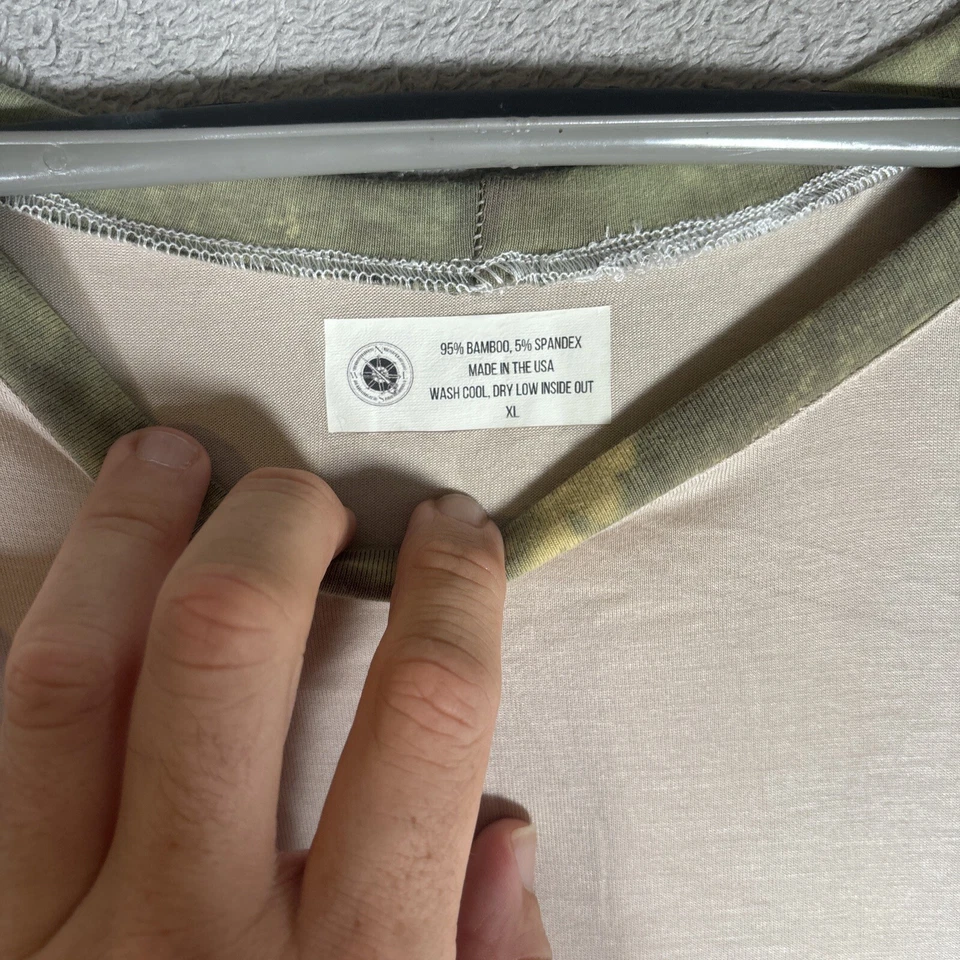 95% BAMBOO, 5% SPANDEX
MADE IN THE USA
WASH COOL, DRY LOW INSIDE OUT
XL